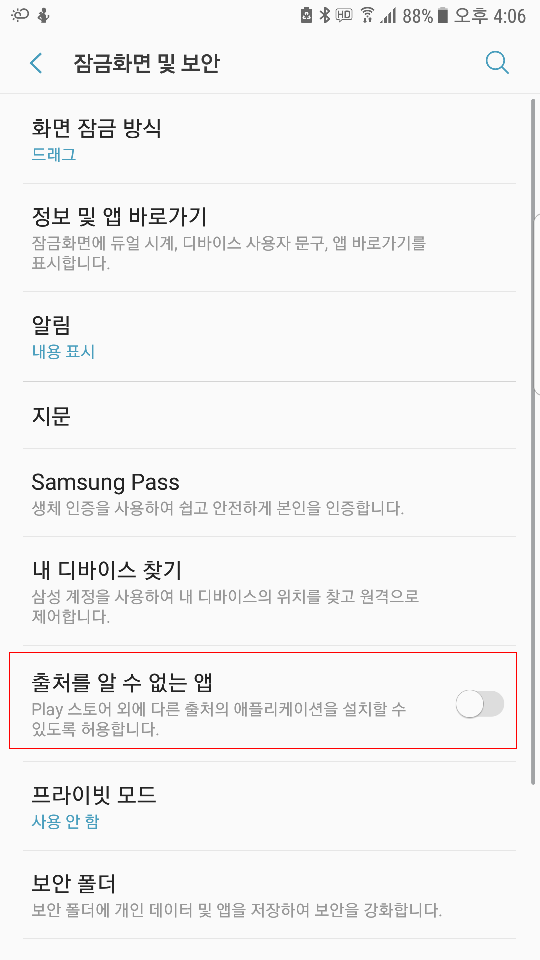 HD 88% 오후 4:06
잠금화면 및 보안
화면 잠금 방식
드래그
정보 및 앱 바로가기
잠금화면에 듀얼 시계, 디바이스 사용자 문구, 앱 바로가기를
표시합니다.
알림
내용 표시
지문
Samsung Pass
생체 인증을 사용하여 쉽고 안전하게 본인을 인증합니다.
내 디바이스 찾기
삼성 계정을 사용하여 내 디바이스의 위치를 찾고 원격으로
제어합니다.
출처를 알 수 없는 앱
Play 스토어 외에 다른 출처의 애플리케이션을 설치할 수
있도록 허용합니다.
프라이빗 모드
사용 안 함
보안 폴더
보안 폴더에 개인 데이터 및 앱을 저장하여 보안을 강화합니다.